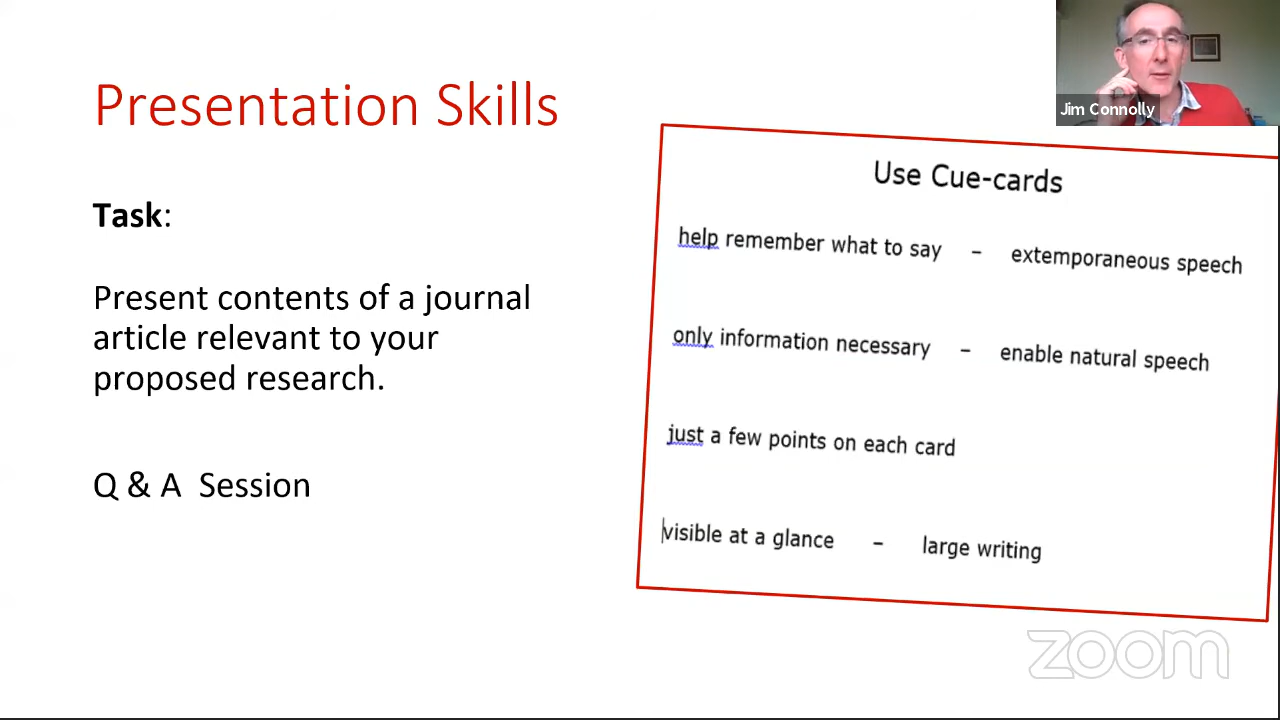 Presentation Skills
Jim Connolly
Task:
Present contents of a journal
article relevant to your
proposed research.
Q & A Session
Use Cue-cards
help remember what to say – extemporaneous speech
only information necessary – enable natural speech
just a few points on each card
visible at a glance – large writing
zoom